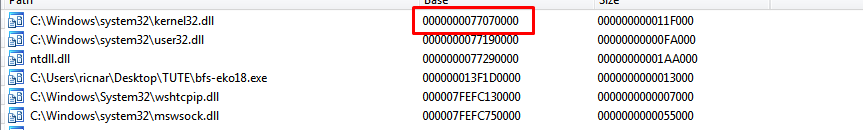 Path Base Size
C:\Windows\system32\kernel32.dll 0000000077070000 000000000011F000
C:\Windows\system32\user32.dll 0000000077190000 00000000000FA000
ntdll.dll 0000000077290000 00000000001AA000
C:\Users\ricnar\Desktop\TUTE\bfs-eko18.exe 000000013F1D0000 0000000000013000
C:\Windows\System32\wshtcpip.dll 000007FEFC130000 0000000000007000
C:\Windows\system32\mswsock.dll 000007FEFC750000 0000000000055000